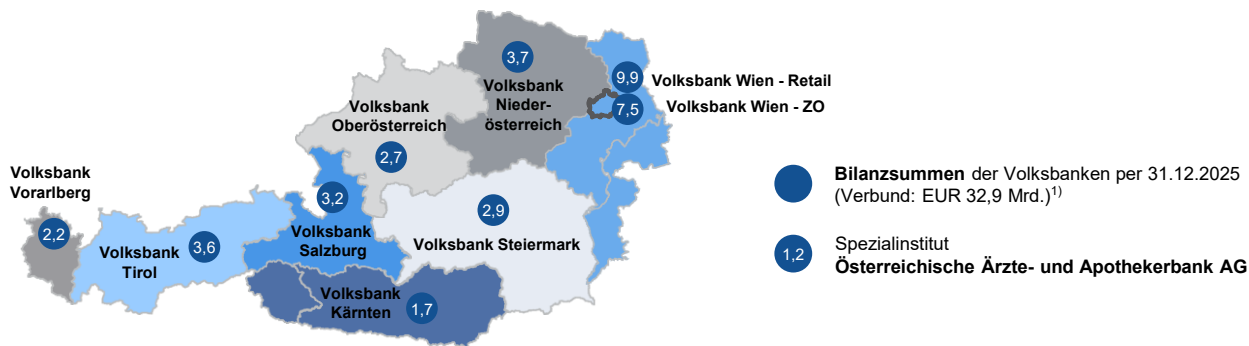 3,7
Volksbank
Nieder-
österreich
9,9
Volksbank Wien - Retail
7,5
Volksbank Wien - ZO
Volksbank
Oberösterreich
2,7
Volksbank
Vorarlberg
2,2
Volksbank
Tirol
3,6
3,2
Volksbank
Salzburg
2,9
Volksbank Steiermark
Volksbank
Kärnten
1,7
Bilanzsummen der Volksbanken per 31.12.2025
(Verbund: EUR 32,9 Mrd.)1)
1,2
Spezialinstitut
Österreichische Ärzte- und Apothekerbank AG